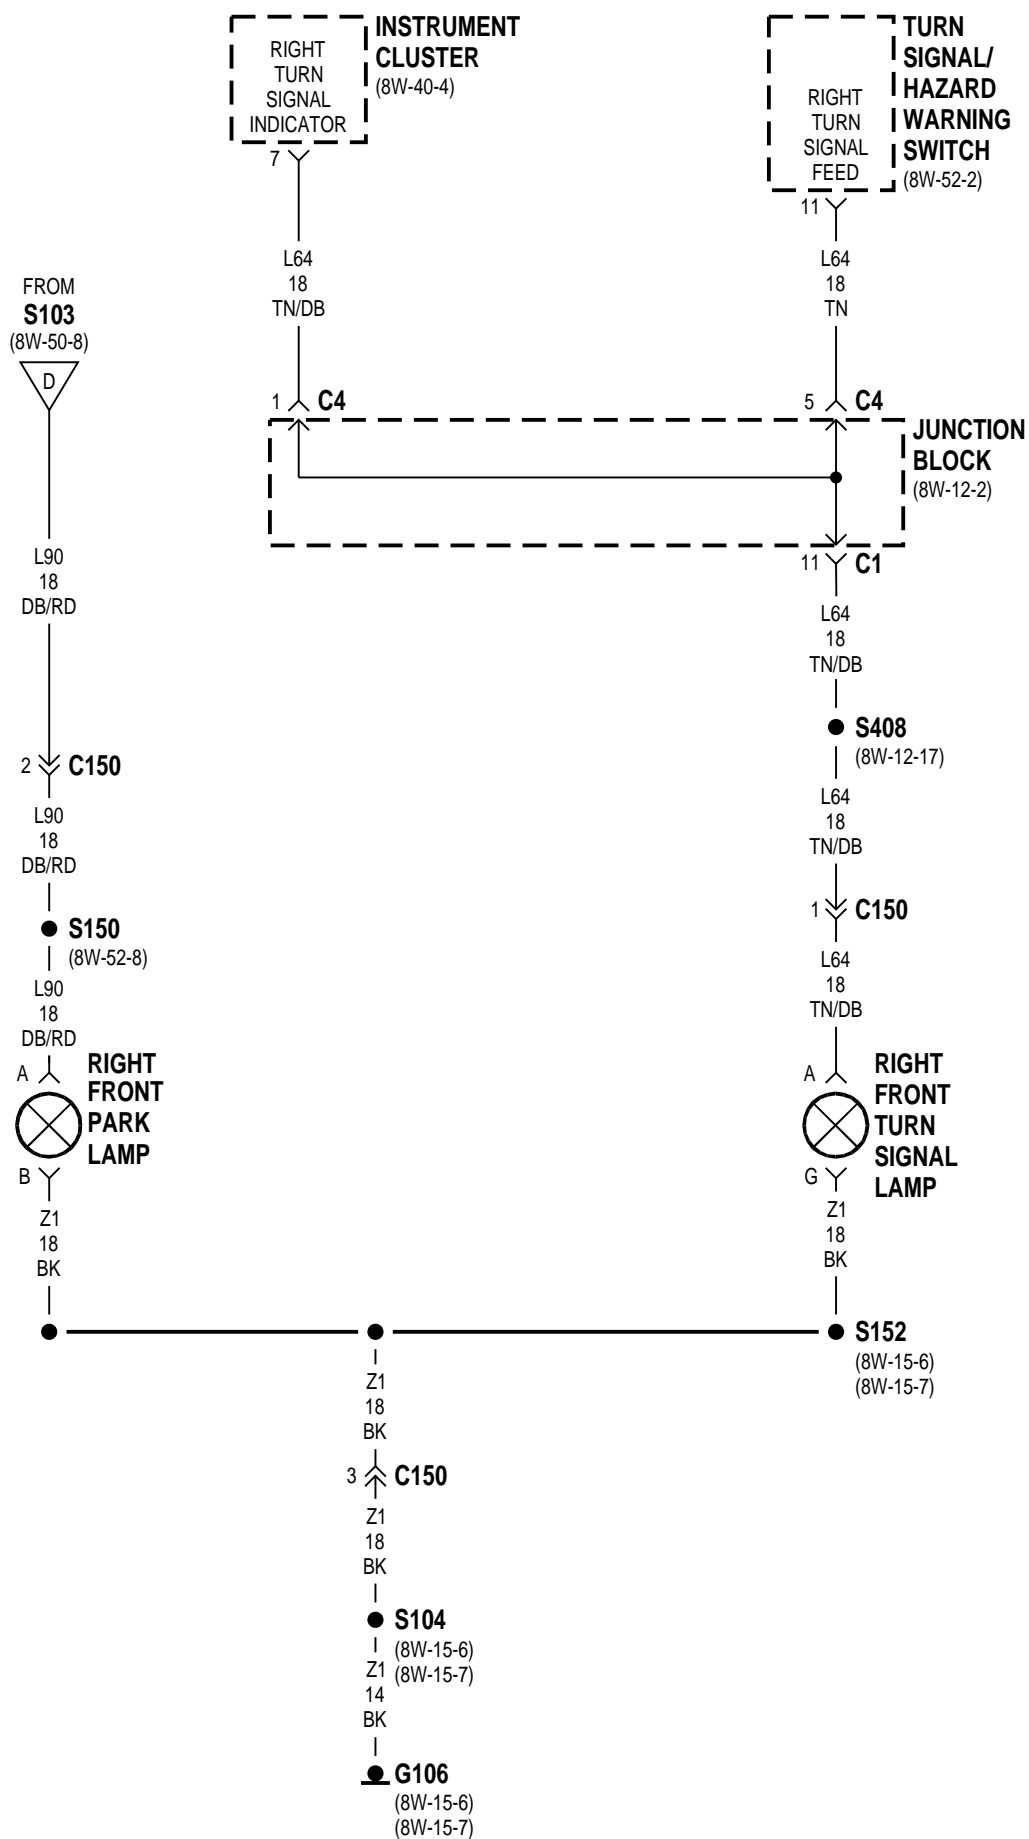 RIGHT
TURN
SIGNAL
INDICATOR
INSTRUMENT
CLUSTER
(8W-40-4)
7
RIGHT
TURN
SIGNAL
FEED
TURN
SIGNAL/
HAZARD
WARNING
SWITCH
(8W-52-2)
11
L64
18
TN/DB
L64
18
TN
FROM
S103
(8W-50-8)
D
1
C4
5
C4
JUNCTION
BLOCK
(8W-12-2)
11
C1
L90
18
DB/RD
L64
18
TN/DB
S408
(8W-12-17)
2
C150
L90
18
DB/RD
L64
18
TN/DB
S150
(8W-52-8)
1
C150
L90
18
DB/RD
L64
18
TN/DB
A
RIGHT
FRONT
PARK
LAMP
B
A
RIGHT
FRONT
TURN
SIGNAL
LAMP
G
Z1
18
BK
Z1
18
BK
S152
(8W-15-6)
(8W-15-7)
Z1
18
BK
3
C150
Z1
18
BK
S104
(8W-15-6)
(8W-15-7)
Z1
14
BK
G106
(8W-15-6)
(8W-15-7)